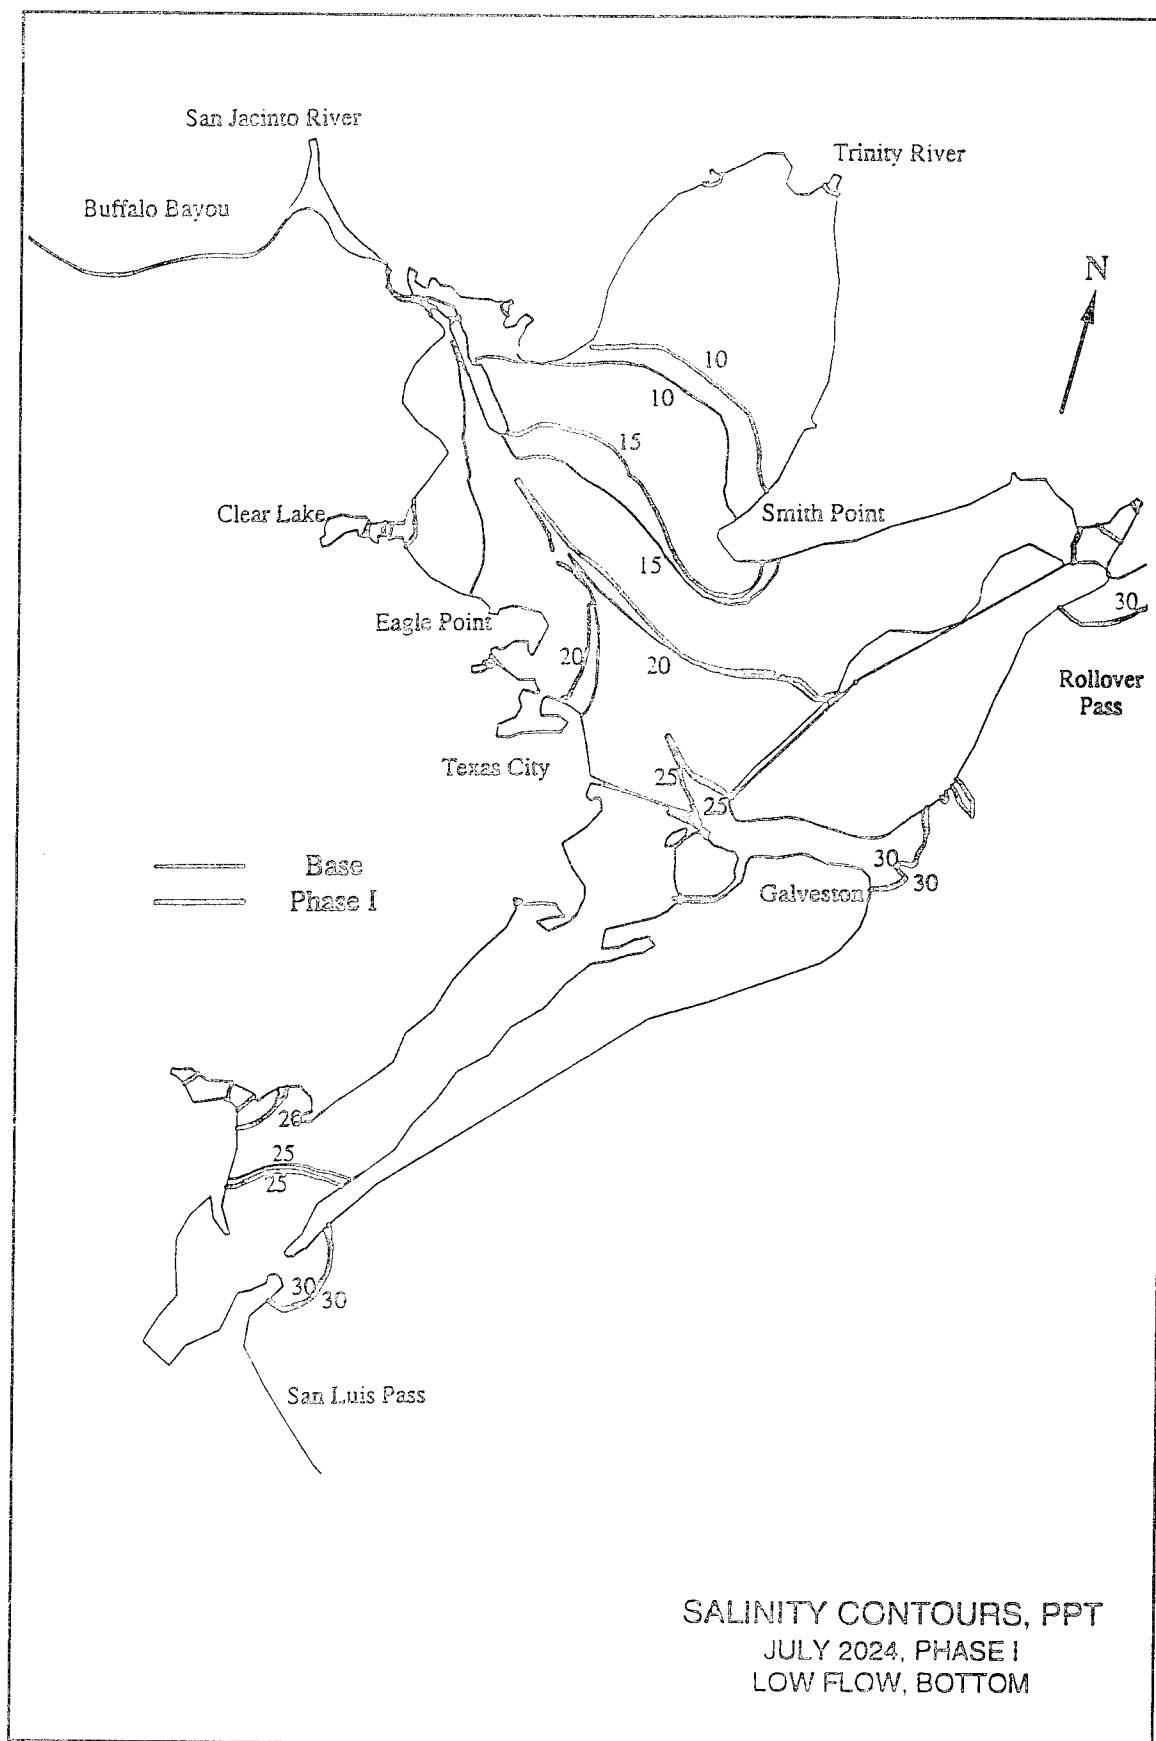 San Jacinto River
Trinity River
Buffalo Bayou
N
10
10
15
Clear Lake
Smith Point
15
30
Eagle Point
20
20
Rollover
Pass
Texas City
25
25
Base
30
30
Phase I
Galveston
26
25
25
30
30
San Luis Pass
SALINITY CONTOURS, PPT
JULY 2024, PHASE I
LOW FLOW, BOTTOM